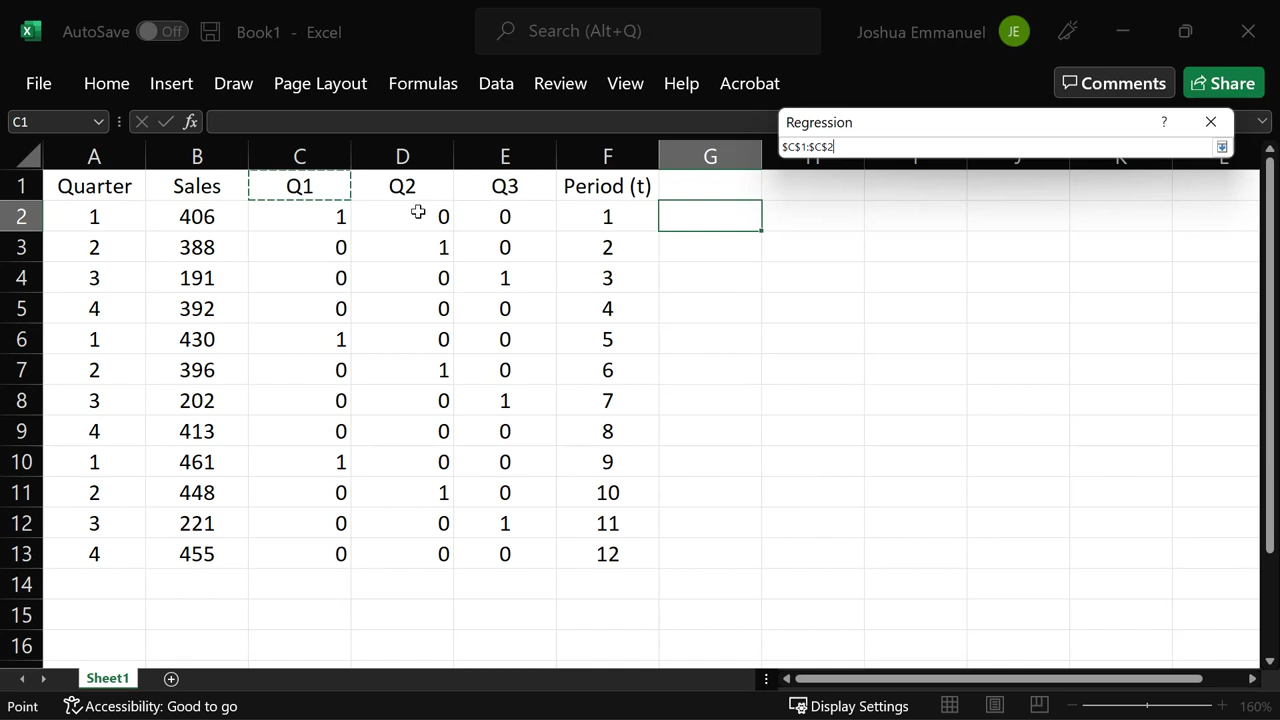 AutoSave Off Book1 - Excel Search (Alt+Q) Joshua Emmanuel JE
File Home Insert Draw Page Layout Formulas Data Review View Help Acrobat Comments Share
C1 fx
Regression ?
$C$1:$C$2
A B C D E F G
1 Quarter Sales Q1 Q2 Q3 Period (t)
2 1 406 1 0 0 1
3 2 388 0 1 0 2
4 3 191 0 0 1 3
5 4 392 0 0 0 4
6 1 430 1 0 0 5
7 2 396 0 1 0 6
8 3 202 0 0 1 7
9 4 413 0 0 0 8
10 1 461 1 0 0 9
11 2 448 0 1 0 10
12 3 221 0 0 1 11
13 4 455 0 0 0 12
14
15
16
Sheet1
Point Accessibility: Good to go Display Settings 160%